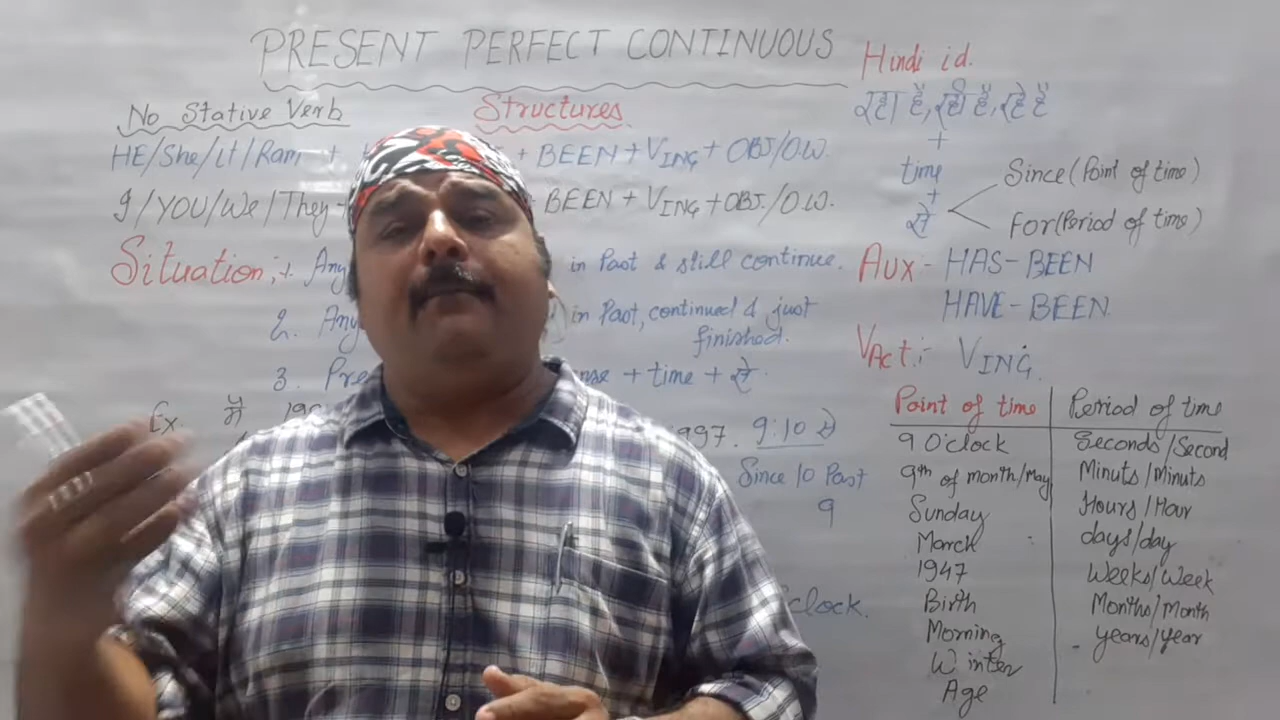 PRESENT PERFECT CONTINUOUS
No Stative Verb
Structures
HE/She/It/Ram + + BEEN + VING + OBJ/O.W.
I/YOU/We/They BEEN + VING + OBJ./O.W.
Situation:- Any in Past & still continue.
2. Any in Past, continued & just
finished.
3. + time + से
Ex. मैं 1997. 9:10 से
Since 10 Past
9
o'clock.
Hindi id.
रहा है, रही है, रहे हैं
+
time
+
से
Since (Point of time)
For (Period of time)
Aux - HAS - BEEN
HAVE - BEEN
VAct:- VING.
Point of time Period of time
9 O'clock Seconds/Second
9th of month/May Minuts/Minuts
Sunday Hours/Hour
March days/day
1947 Weeks/Week
Birth Months/Month
Morning years/year
Winter
Age